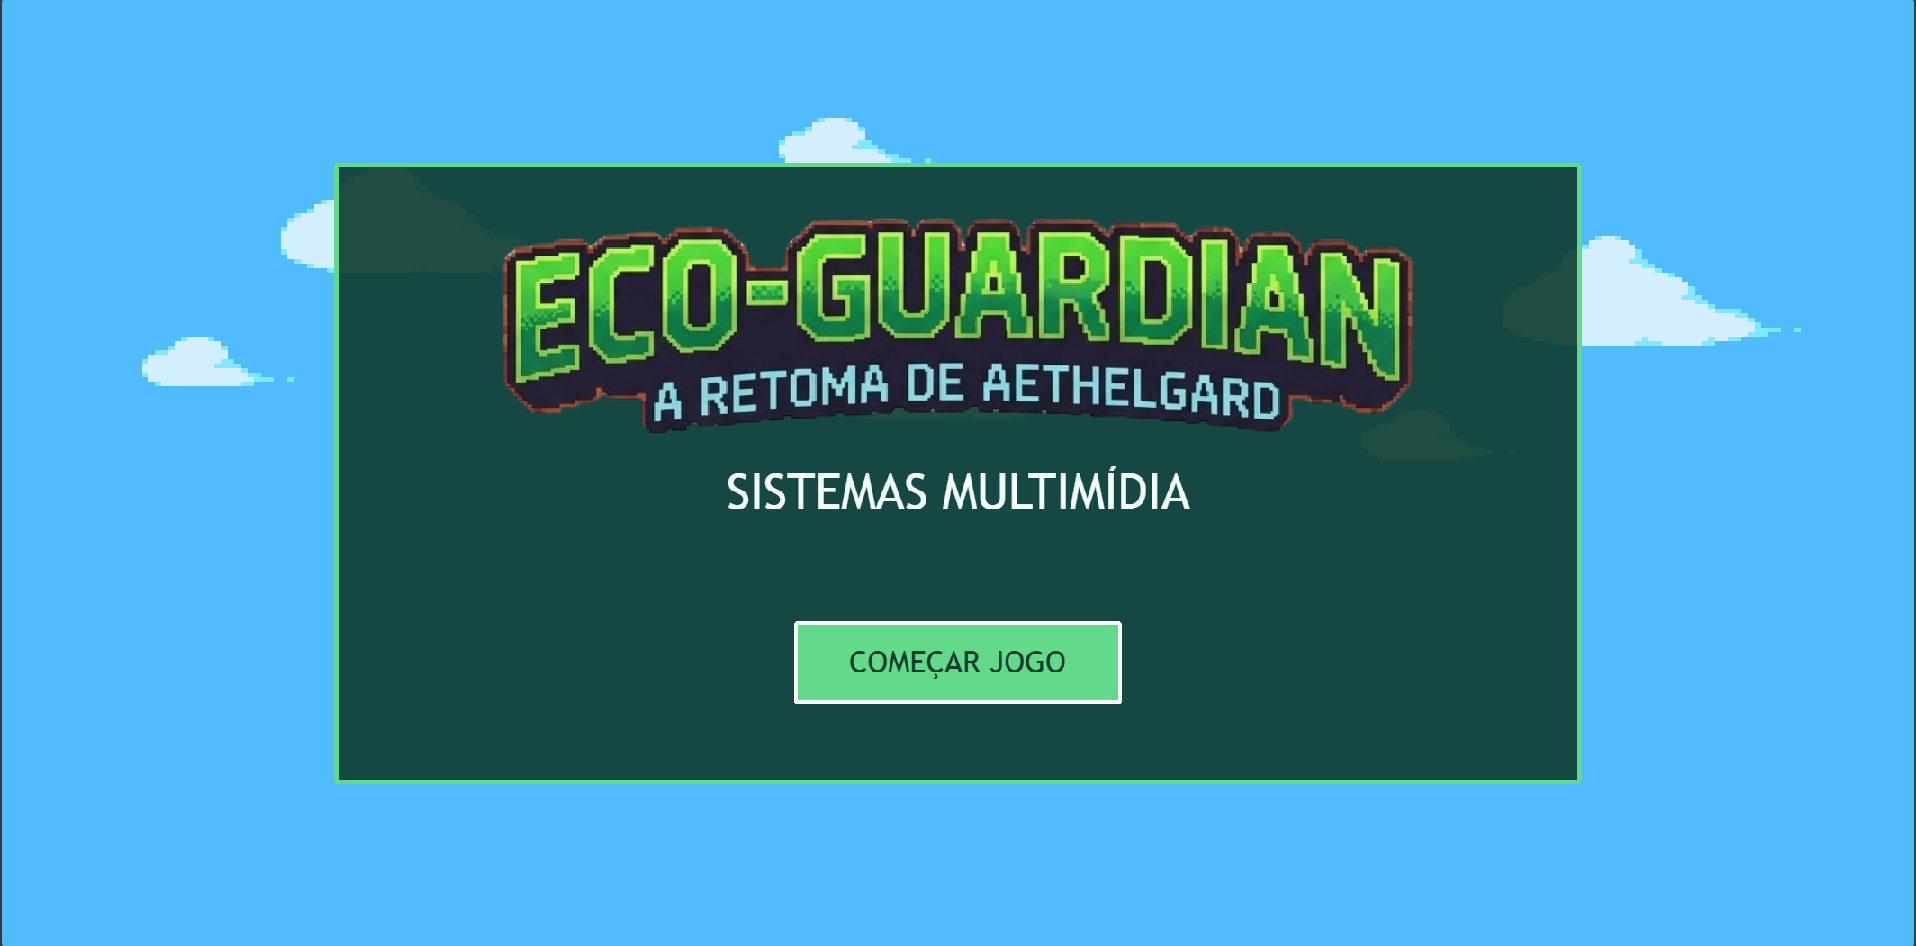 ECO-GUARDIAN
A RETOMA DE AETHELGARD
SISTEMAS MULTIMÍDIA
COMEÇAR JOGO